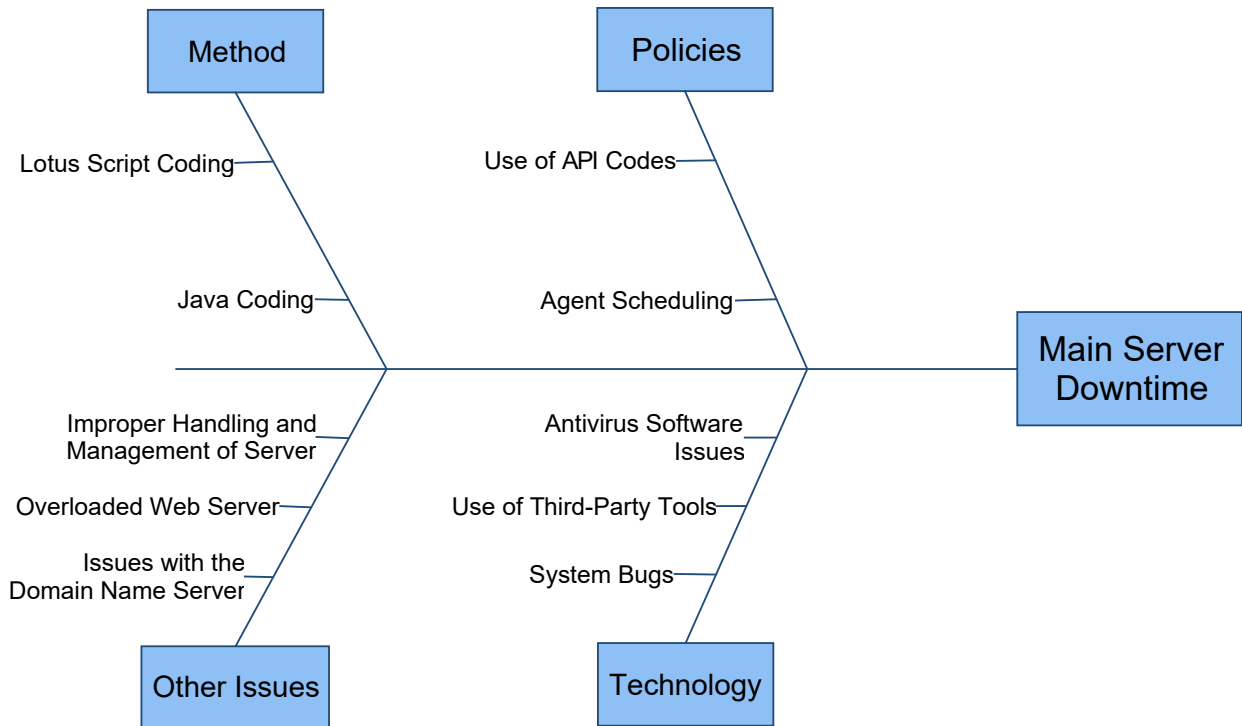 Method
Policies
Lotus Script Coding
Use of API Codes
Java Coding
Agent Scheduling
Main Server
Downtime
Improper Handling and
Management of Server
Antivirus Software
Issues
Overloaded Web Server
Use of Third-Party Tools
Issues with the
Domain Name Server
System Bugs
Other Issues
Technology